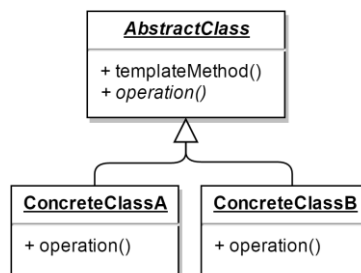 AbstractClass
+ templateMethod()
+ operation()
ConcreteClassA
+ operation()
ConcreteClassB
+ operation()